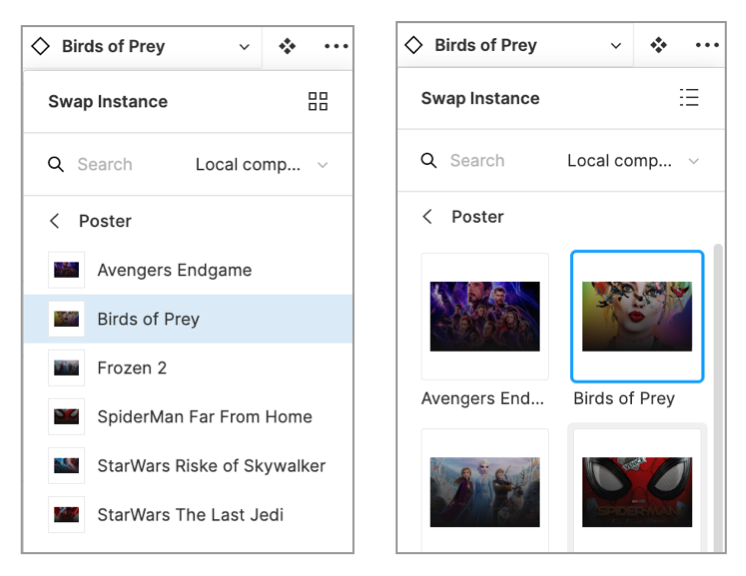 Birds of Prey
Swap Instance
Search
Local comp...
Poster
Avengers Endgame
Birds of Prey
Frozen 2
SpiderMan Far From Home
StarWars Riske of Skywalker
StarWars The Last Jedi
Birds of Prey
Swap Instance
Search
Local comp...
Poster
Avengers End...
Birds of Prey
SPIDER-MAN